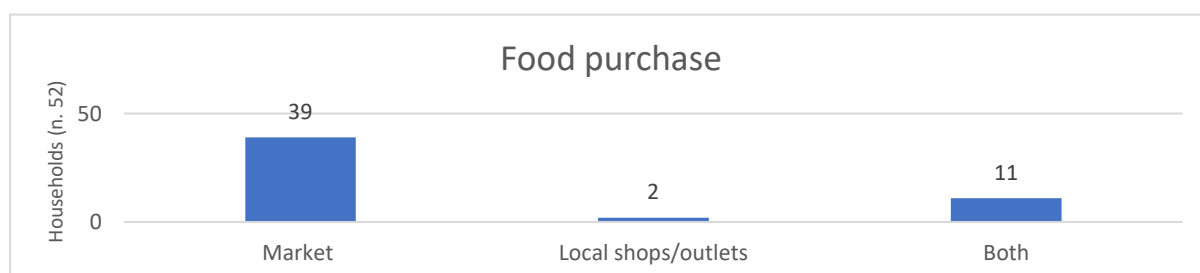 Food purchase
Households (n. 52)
50
0
39
2
11
Market
Local shops/outlets
Both